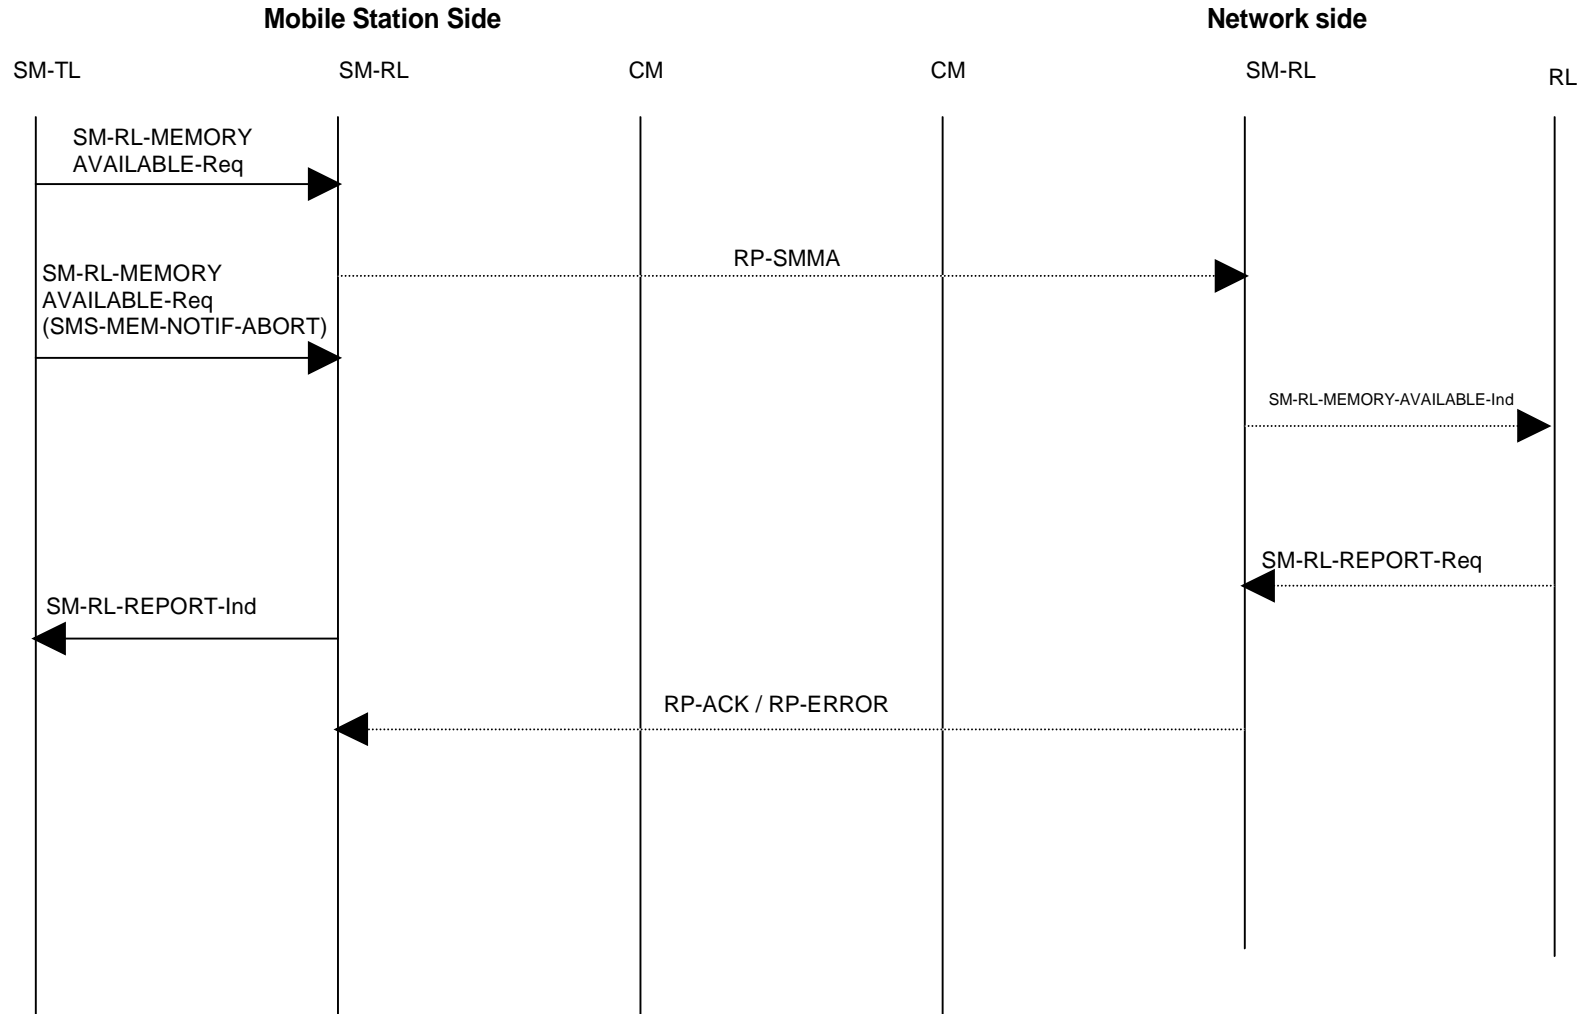 Mobile Station Side
Network side
SM-TL
SM-RL
CM
CM
SM-RL
RL
SM-RL-MEMORY
AVAILABLE-Req
RP-SMMA
SM-RL-MEMORY
AVAILABLE-Req
(SMS-MEM-NOTIF-ABORT)
SM-RL-MEMORY-AVAILABLE-Ind
SM-RL-REPORT-Req
SM-RL-REPORT-Ind
RP-ACK / RP-ERROR